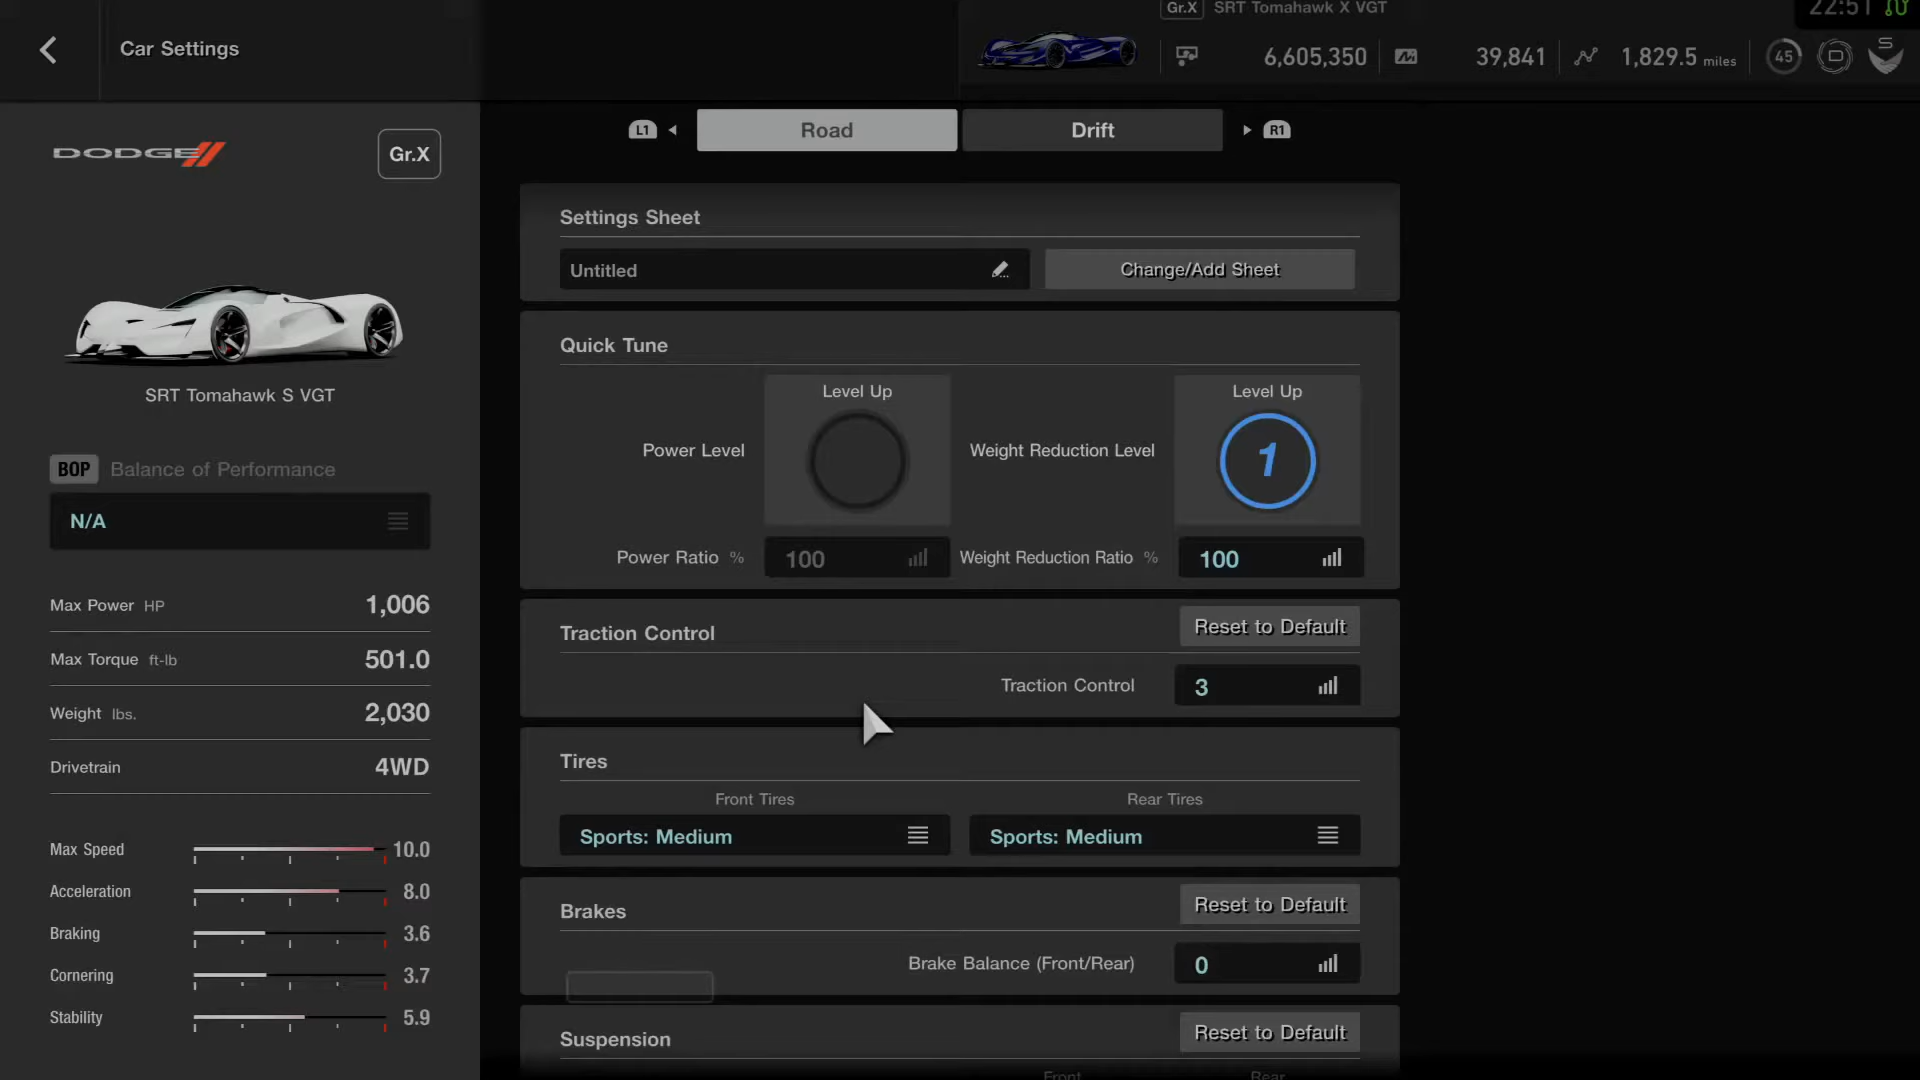 Car Settings
Gr.X SRT Tomahawk X VGT
6,605,350
39,841
1,829.5 miles
45
D
S
22:51
DODGE
Gr.X
SRT Tomahawk S VGT
BOP Balance of Performance
N/A
Max Power HP 1,006
Max Torque ft-lb 501.0
Weight lbs. 2,030
Drivetrain 4WD
Max Speed 10.0
Acceleration 8.0
Braking 3.6
Cornering 3.7
Stability 5.9
L1 Road Drift R1
Settings Sheet
Untitled Change/Add Sheet
Quick Tune
Level Up Level Up
Power Level Weight Reduction Level 1
Power Ratio % 100 Weight Reduction Ratio % 100
Traction Control Reset to Default
Traction Control 3
Tires
Front Tires Rear Tires
Sports: Medium Sports: Medium
Brakes Reset to Default
Brake Balance (Front/Rear) 0
Suspension Reset to Default
Front Rear